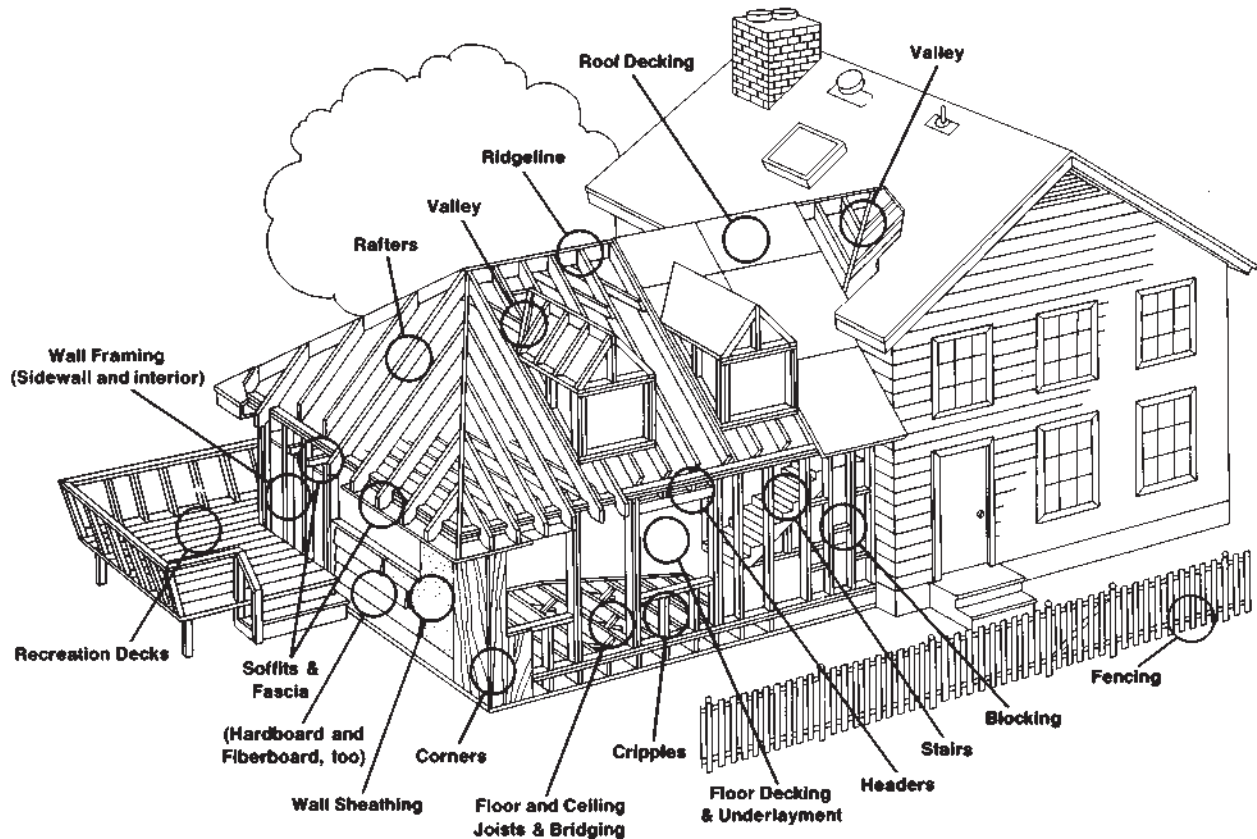 Roof Decking
Valley
Ridgeline
Valley
Rafters
Wall Framing
(Sidewall and interior)
Recreation Decks
Soffits &
Fascia
(Hardboard and
Fiberboard, too)
Wall Sheathing
Corners
Floor and Ceiling
Joists & Bridging
Cripples
Floor Decking
& Underlayment
Headers
Stairs
Blocking
Fencing